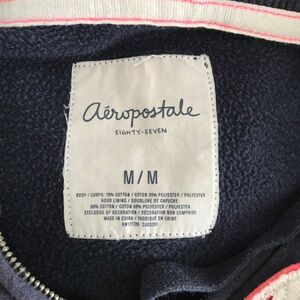 aéropostale
EIGHTY-SEVEN
M/M
BODY / CORPS: 70% COTTON / COTON 30% POLYESTER / POLYESTER
HOOD LINING / DOUBLURE DE CAPUCHE
60% COTTON / COTON 40% POLYESTER / POLYESTER
EXCLUSIVE OF DECORATION / DÉCORATION NON COMPRISE
MADE IN CHINA / FABRIQUÉ EN CHINE